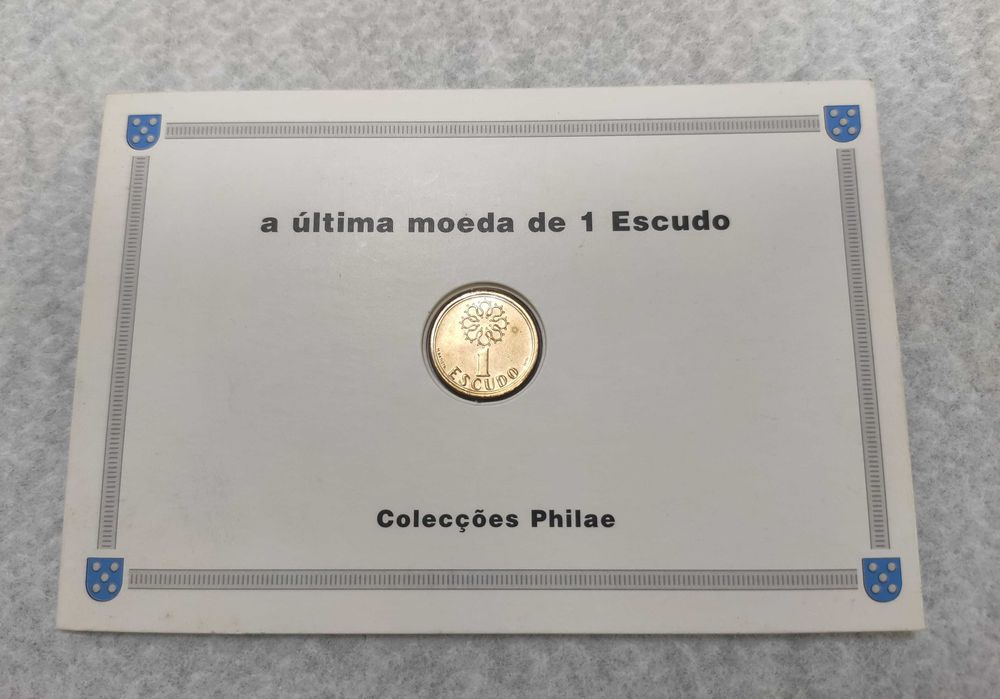 a última moeda de 1 Escudo
1
ESCUDO
Colecções Philae